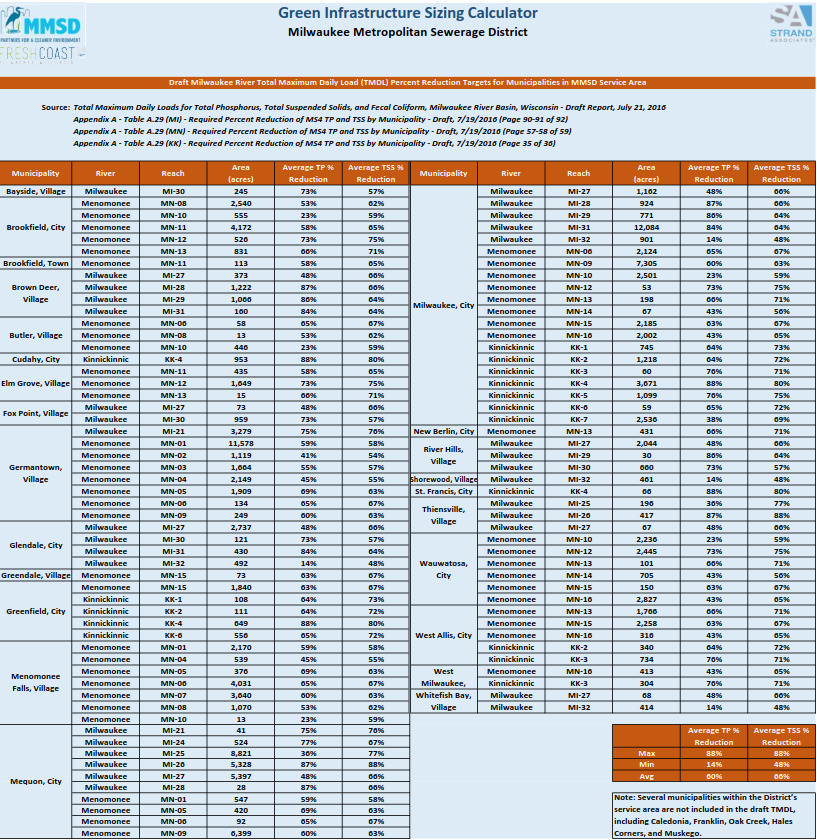 MMSD
PARTNERS FOR A CLEANER ENVIRONMENT
FRESHCOAST
Green Infrastructure Sizing Calculator
Milwaukee Metropolitan Sewerage District
SA
STRAND
ASSOCIATES
Draft Milwaukee River Total Maximum Daily Load (TMDL) Percent Reduction Targets for Municipalities in MMSD Service Area
Source: Total Maximum Daily Loads for Total Phosphorus, Total Suspended Solids, and Fecal Coliform, Milwaukee River Basin, Wisconsin - Draft Report, July 21, 2016
Appendix A - Table A.29 (MI) - Required Percent Reduction of MS4 TP and TSS by Municipality - Draft, 7/19/2016 (Page 90-91 of 92)
Appendix A - Table A.29 (MN) - Required Percent Reduction of MS4 TP and TSS by Municipality - Draft, 7/19/2016 (Page 57-58 of 59)
Appendix A - Table A.29 (KK) - Required Percent Reduction of MS4 TP and TSS by Municipality - Draft, 7/19/2016 (Page 35 of 36)
Municipality River Reach Area (acres) Average TP % Reduction Average TSS % Reduction
Bayside, Village Milwaukee MI-30 245 73% 57%
Brookfield, City Menomonee MN-08 2,540 53% 62%
Menomonee MN-10 555 23% 59%
Menomonee MN-11 4,172 58% 65%
Menomonee MN-12 526 73% 75%
Menomonee MN-13 831 66% 71%
Brookfield, Town Menomonee MN-11 113 58% 65%
Brown Deer, Village Milwaukee MI-27 373 48% 66%
Milwaukee MI-28 1,222 87% 66%
Milwaukee MI-29 1,066 86% 64%
Milwaukee MI-31 160 84% 64%
Butler, Village Menomonee MN-06 58 65% 67%
Menomonee MN-08 13 53% 62%
Menomonee MN-10 446 23% 59%
Cudahy, City Kinnickinnic KK-4 953 88% 80%
Elm Grove, Village Menomonee MN-11 435 58% 65%
Menomonee MN-12 1,649 73% 75%
Menomonee MN-13 15 66% 71%
Fox Point, Village Milwaukee MI-27 73 48% 66%
Milwaukee MI-30 959 73% 57%
Germantown, Village Milwaukee MI-21 3,279 75% 76%
Menomonee MN-01 11,578 59% 58%
Menomonee MN-02 1,119 41% 54%
Menomonee MN-03 1,664 55% 57%
Menomonee MN-04 2,149 45% 55%
Menomonee MN-05 1,909 69% 63%
Menomonee MN-06 134 65% 67%
Menomonee MN-09 249 60% 63%
Glendale, City Milwaukee MI-27 2,737 48% 66%
Milwaukee MI-30 121 73% 57%
Milwaukee MI-31 430 84% 64%
Milwaukee MI-32 492 14% 48%
Greendale, Village Menomonee MN-15 73 63% 67%
Greenfield, City Menomonee MN-15 1,840 63% 67%
Kinnickinnic KK-1 108 64% 73%
Kinnickinnic KK-2 111 64% 72%
Kinnickinnic KK-4 649 88% 80%
Kinnickinnic KK-6 556 65% 72%
Menomonee Falls, Village Menomonee MN-01 2,170 59% 58%
Menomonee MN-04 539 45% 55%
Menomonee MN-05 376 69% 63%
Menomonee MN-06 4,031 65% 67%
Menomonee MN-07 3,640 60% 63%
Menomonee MN-08 1,070 53% 62%
Menomonee MN-10 13 23% 59%
Mequon, City Milwaukee MI-21 41 75% 76%
Milwaukee MI-24 524 77% 67%
Milwaukee MI-25 8,821 36% 77%
Milwaukee MI-26 5,328 87% 88%
Milwaukee MI-27 5,397 48% 66%
Milwaukee MI-28 28 87% 66%
Menomonee MN-01 547 59% 58%
Menomonee MN-05 420 69% 63%
Menomonee MN-06 92 65% 67%
Menomonee MN-09 6,399 60% 63%
Municipality River Reach Area (acres) Average TP % Reduction Average TSS % Reduction
Milwaukee, City Milwaukee MI-27 1,162 48% 66%
Milwaukee MI-28 924 87% 66%
Milwaukee MI-29 771 86% 64%
Milwaukee MI-31 12,084 84% 64%
Milwaukee MI-32 901 14% 48%
Menomonee MN-06 2,124 65% 67%
Menomonee MN-09 7,305 60% 63%
Menomonee MN-10 2,501 23% 59%
Menomonee MN-12 53 73% 75%
Menomonee MN-13 198 66% 71%
Menomonee MN-14 67 43% 56%
Menomonee MN-15 2,185 63% 67%
Menomonee MN-16 2,002 43% 65%
Kinnickinnic KK-1 745 64% 73%
Kinnickinnic KK-2 1,218 64% 72%
Kinnickinnic KK-3 60 76% 71%
Kinnickinnic KK-4 3,671 88% 80%
Kinnickinnic KK-5 1,099 76% 75%
Kinnickinnic KK-6 59 65% 72%
Kinnickinnic KK-7 2,536 38% 69%
New Berlin, City Menomonee MN-13 431 66% 71%
River Hills, Village Milwaukee MI-27 2,044 48% 66%
Milwaukee MI-29 30 86% 64%
Milwaukee MI-30 660 73% 57%
Shorewood, Village Milwaukee MI-32 461 14% 48%
St. Francis, City Kinnickinnic KK-4 66 88% 80%
Thiensville, Village Milwaukee MI-25 196 36% 77%
Milwaukee MI-26 417 87% 88%
Milwaukee MI-27 67 48% 66%
Wauwatosa, City Menomonee MN-10 2,236 23% 59%
Menomonee MN-12 2,445 73% 75%
Menomonee MN-13 101 66% 71%
Menomonee MN-14 705 43% 56%
Menomonee MN-15 150 63% 67%
Menomonee MN-16 2,827 43% 65%
West Allis, City Menomonee MN-13 1,766 66% 71%
Menomonee MN-15 2,258 63% 67%
Menomonee MN-16 316 43% 65%
Kinnickinnic KK-2 340 64% 72%
Kinnickinnic KK-3 734 76% 71%
West Milwaukee, Menomonee MN-16 413 43% 65%
Kinnickinnic KK-3 304 76% 71%
Whitefish Bay, Village Milwaukee MI-27 68 48% 66%
Milwaukee MI-32 414 14% 48%
Average TP % Reduction Average TSS % Reduction
Max 88% 88%
Min 14% 48%
Avg 60% 66%
Note: Several municipalities within the District's
service area are not included in the draft TMDL,
including Caledonia, Franklin, Oak Creek, Hales
Corners, and Muskego.